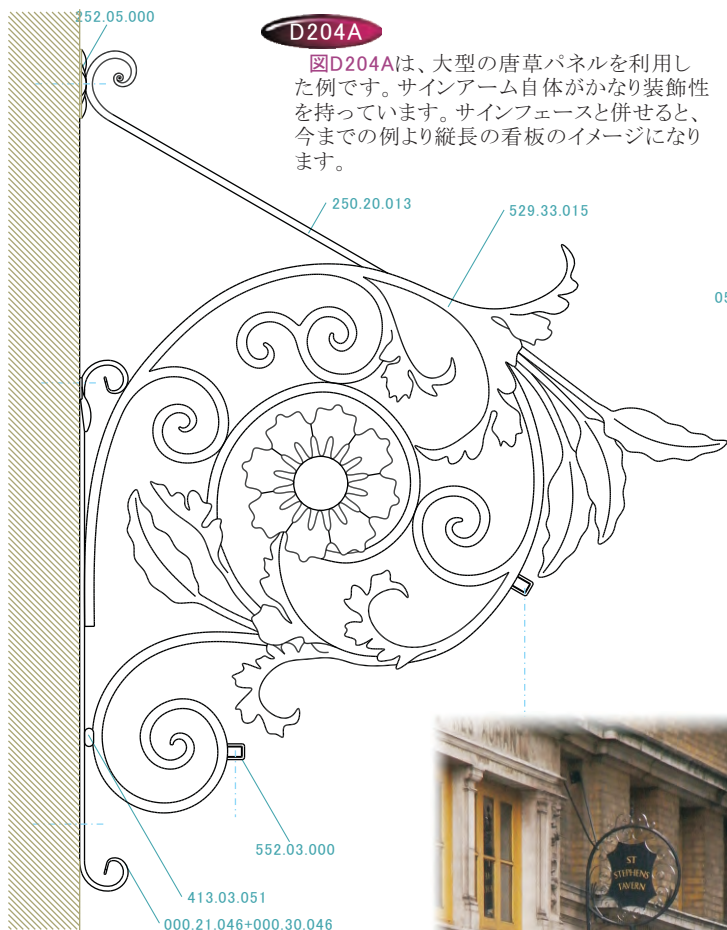 252.05.000
D204A
図D204Aは、大型の唐草パネルを利用し
た例です。サインアーム自体がかなり装飾性
を持っています。サインフェースと併せると、
今までの例より縦長の看板のイメージになり
ます。
250.20.013
529.33.015
05
552.03.000
413.03.051
000.21.046+000.30.046
ST
STEPHENS
TAVERN